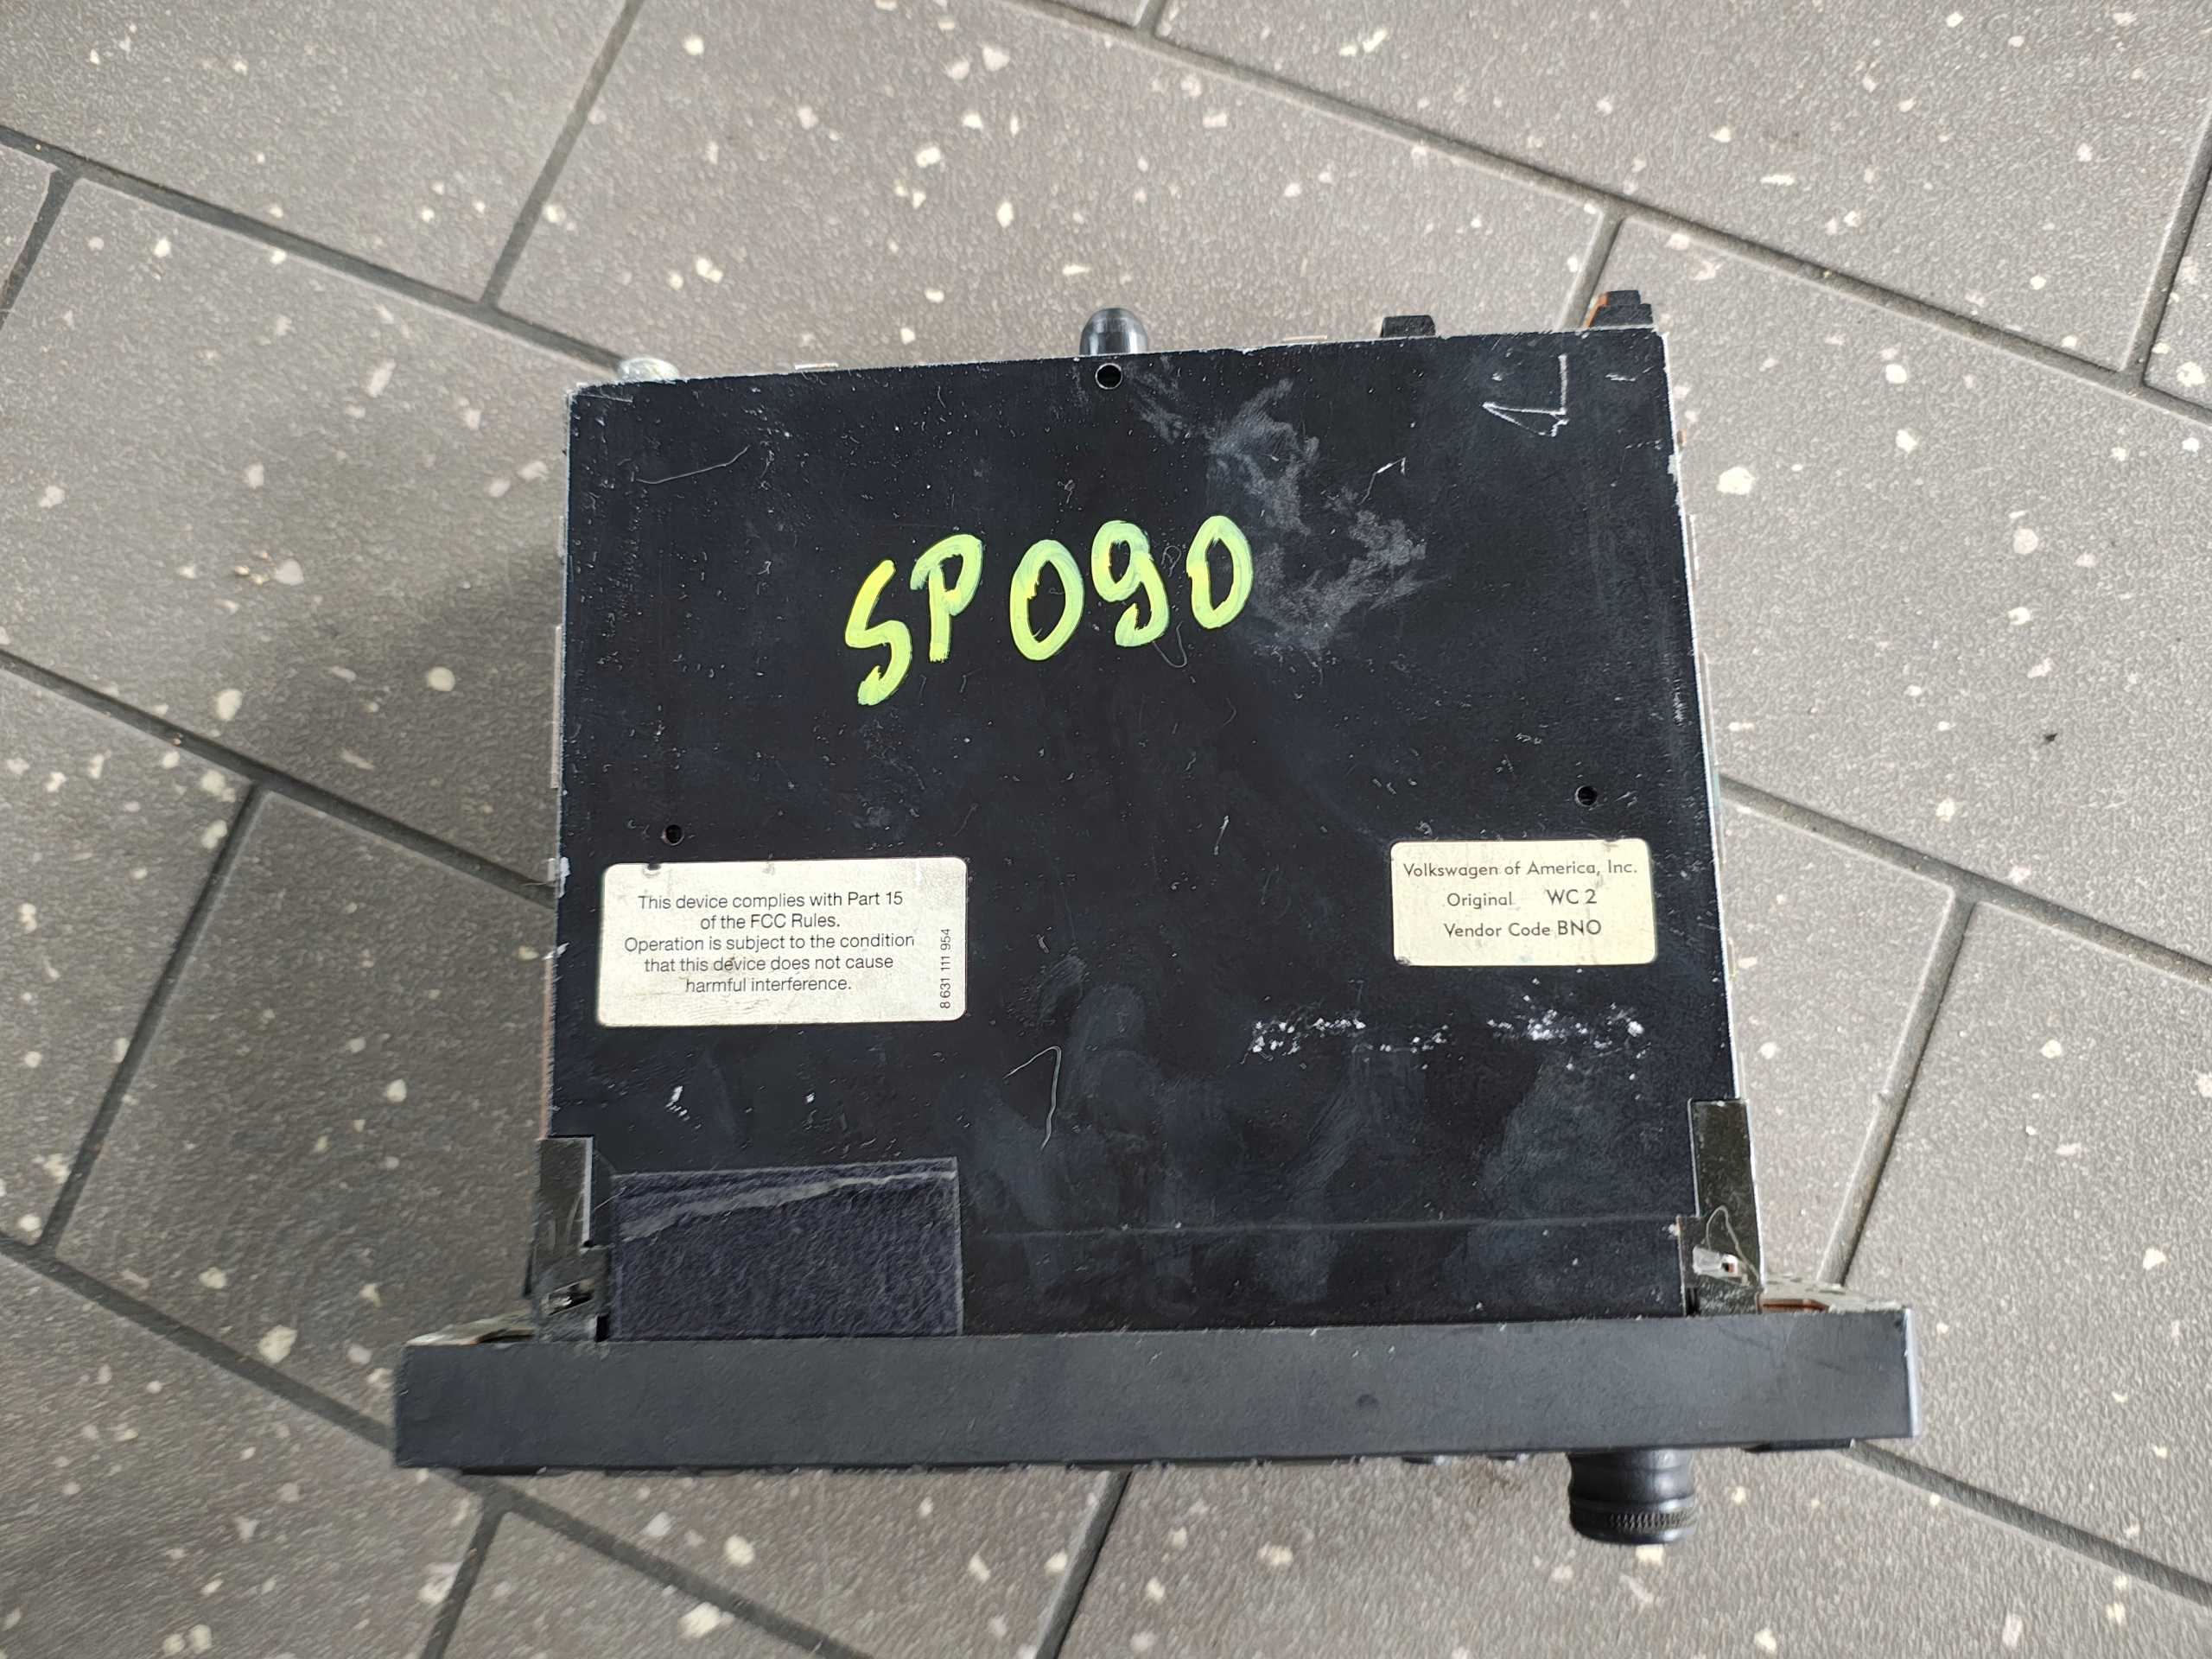 SP090
This device complies with Part 15
of the FCC Rules.
Operation is subject to the condition
that this device does not cause
harmful interference.
8 631 111 954
Volkswagen of America, Inc.
Original WC 2
Vendor Code BNO